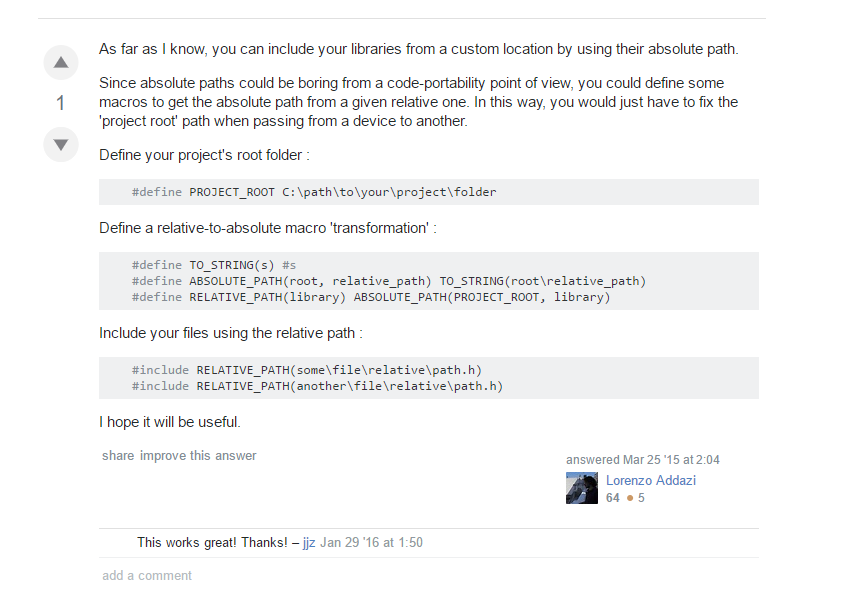 As far as I know, you can include your libraries from a custom location by using their absolute path.
Since absolute paths could be boring from a code-portability point of view, you could define some
1
macros to get the absolute path from a given relative one. In this way, you would just have to fix the
'project root' path when passing from a device to another.
Define your project's root folder :
#define PROJECT_ROOT C:\path\to\your\project\folder
Define a relative-to-absolute macro 'transformation' :
#define TO_STRING(s) #s
#define ABSOLUTE_PATH(root, relative_path) TO_STRING(root\relative_path)
#define RELATIVE_PATH(library) ABSOLUTE_PATH(PROJECT_ROOT, library)
Include your files using the relative path :
#include RELATIVE_PATH(some\file\relative\path.h)
#include RELATIVE_PATH(another\file\relative\path.h)
I hope it will be useful.
share improve this answer
answered Mar 25 '15 at 2:04
Lorenzo Addazi
64 ● 5
This works great! Thanks! – jjz Jan 29 '16 at 1:50
add a comment